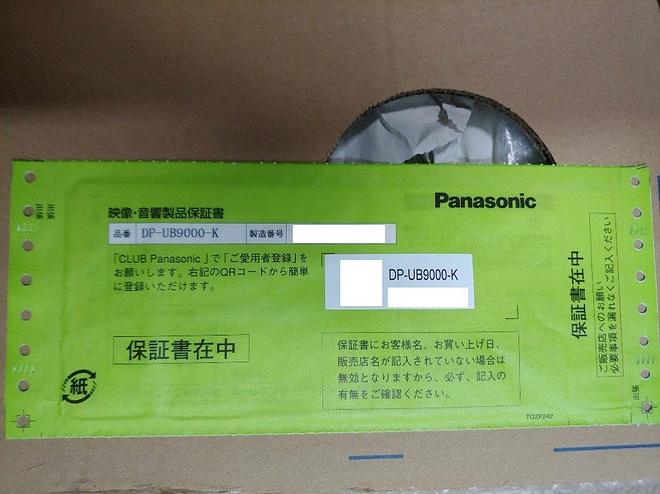 Panasonic
映像・音響製品保証書
品番 DP-UB9000-K 製造番号
「CLUB Panasonic」で「ご愛用者登録」を
お願いします。右記のQRコードから簡単
に登録いただけます。
DP-UB9000-K
保証書在中
保証書にお客様名、お買い上げ日、
販売店名が記入されていない場合は
無効となりますから、必ず、記入の
有無をご確認ください。
保証書在中
ご販売店へのお願い
必要事項を漏れなくご記入ください
紙
TQZF242